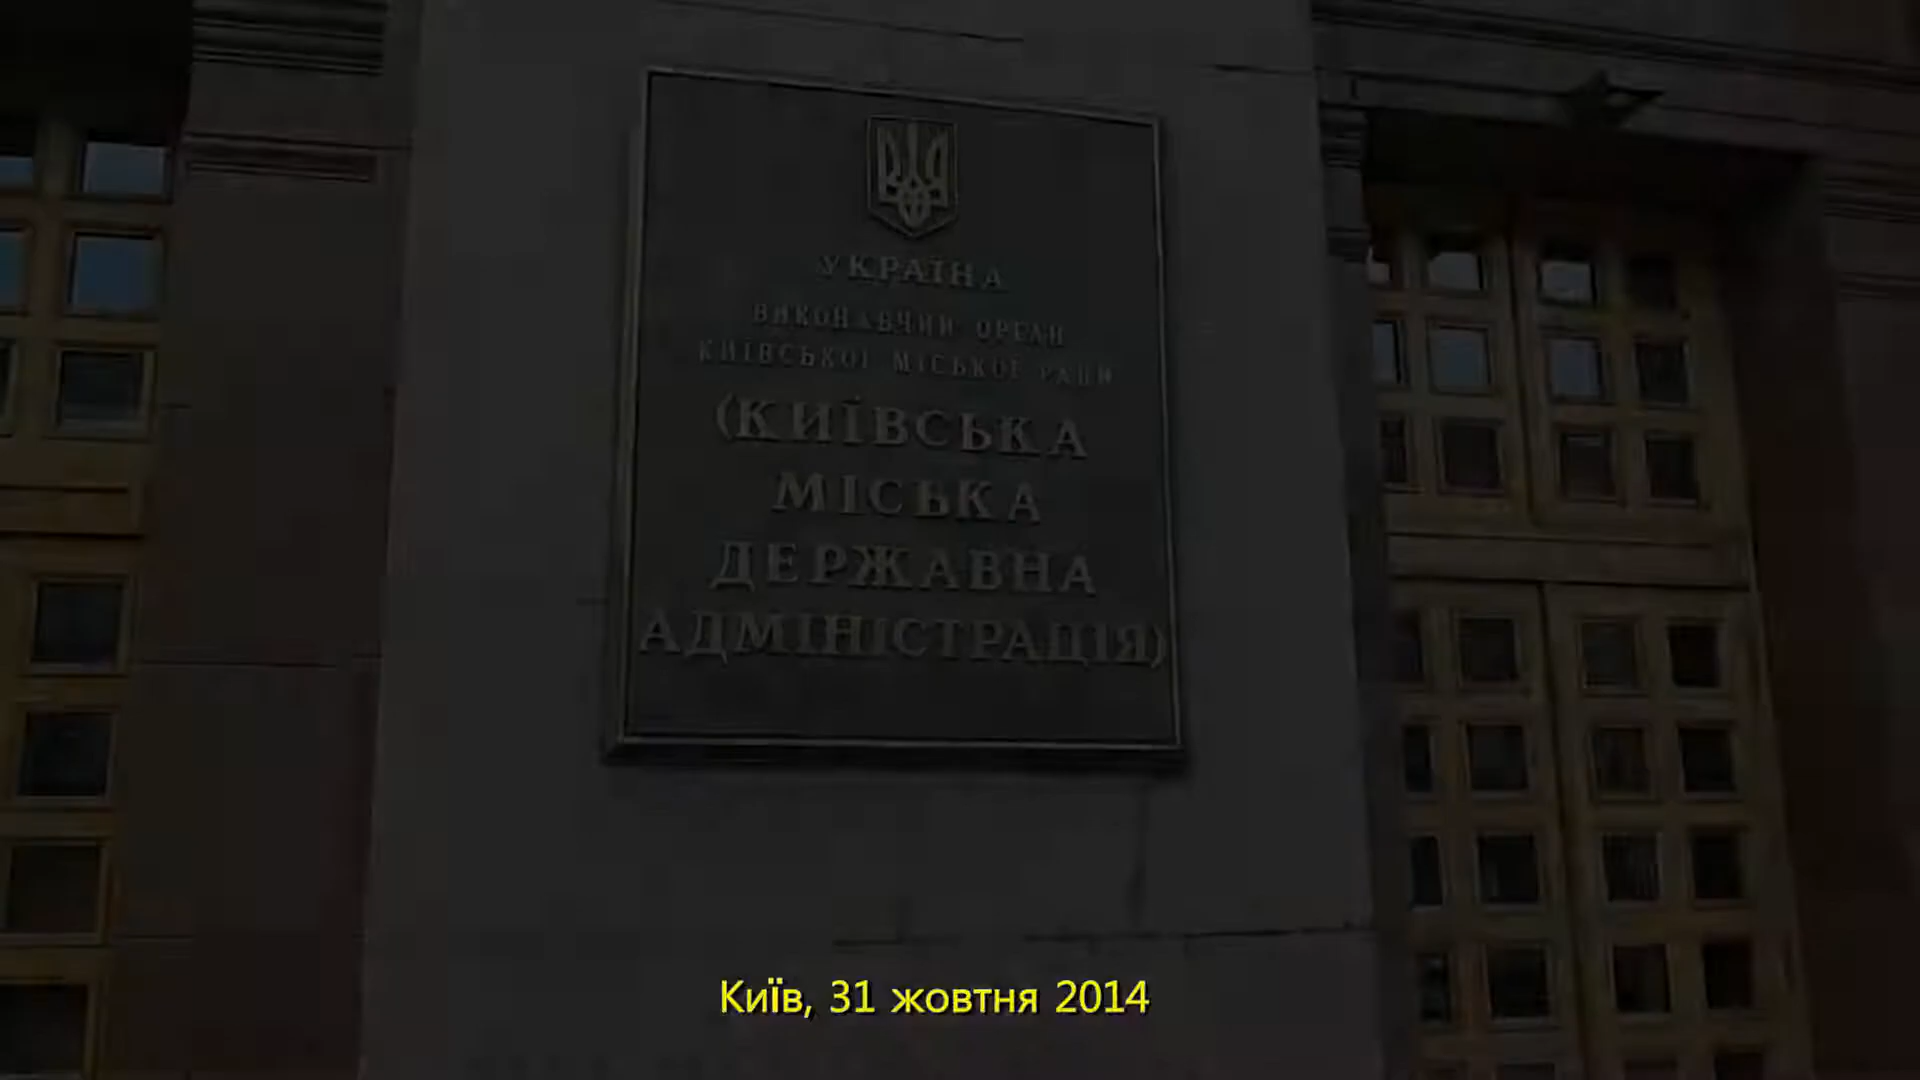 УКРАЇНА
ВИКОНАВЧИЙ ОРГАН
КИЇВСЬКОЇ МІСЬКОЇ РАДИ
(КИЇВСЬКА
МІСЬКА
ДЕРЖАВНА
АДМІНІСТРАЦІЯ)
Київ, 31 жовтня 2014